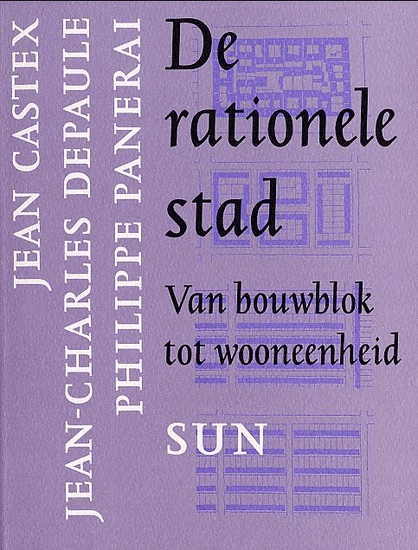 JEAN CASTEX
JEAN-CHARLES DEPAULE
PHILIPPE PANERAI
De
rationele
stad
Van bouwblok
tot wooneenheid
SUN